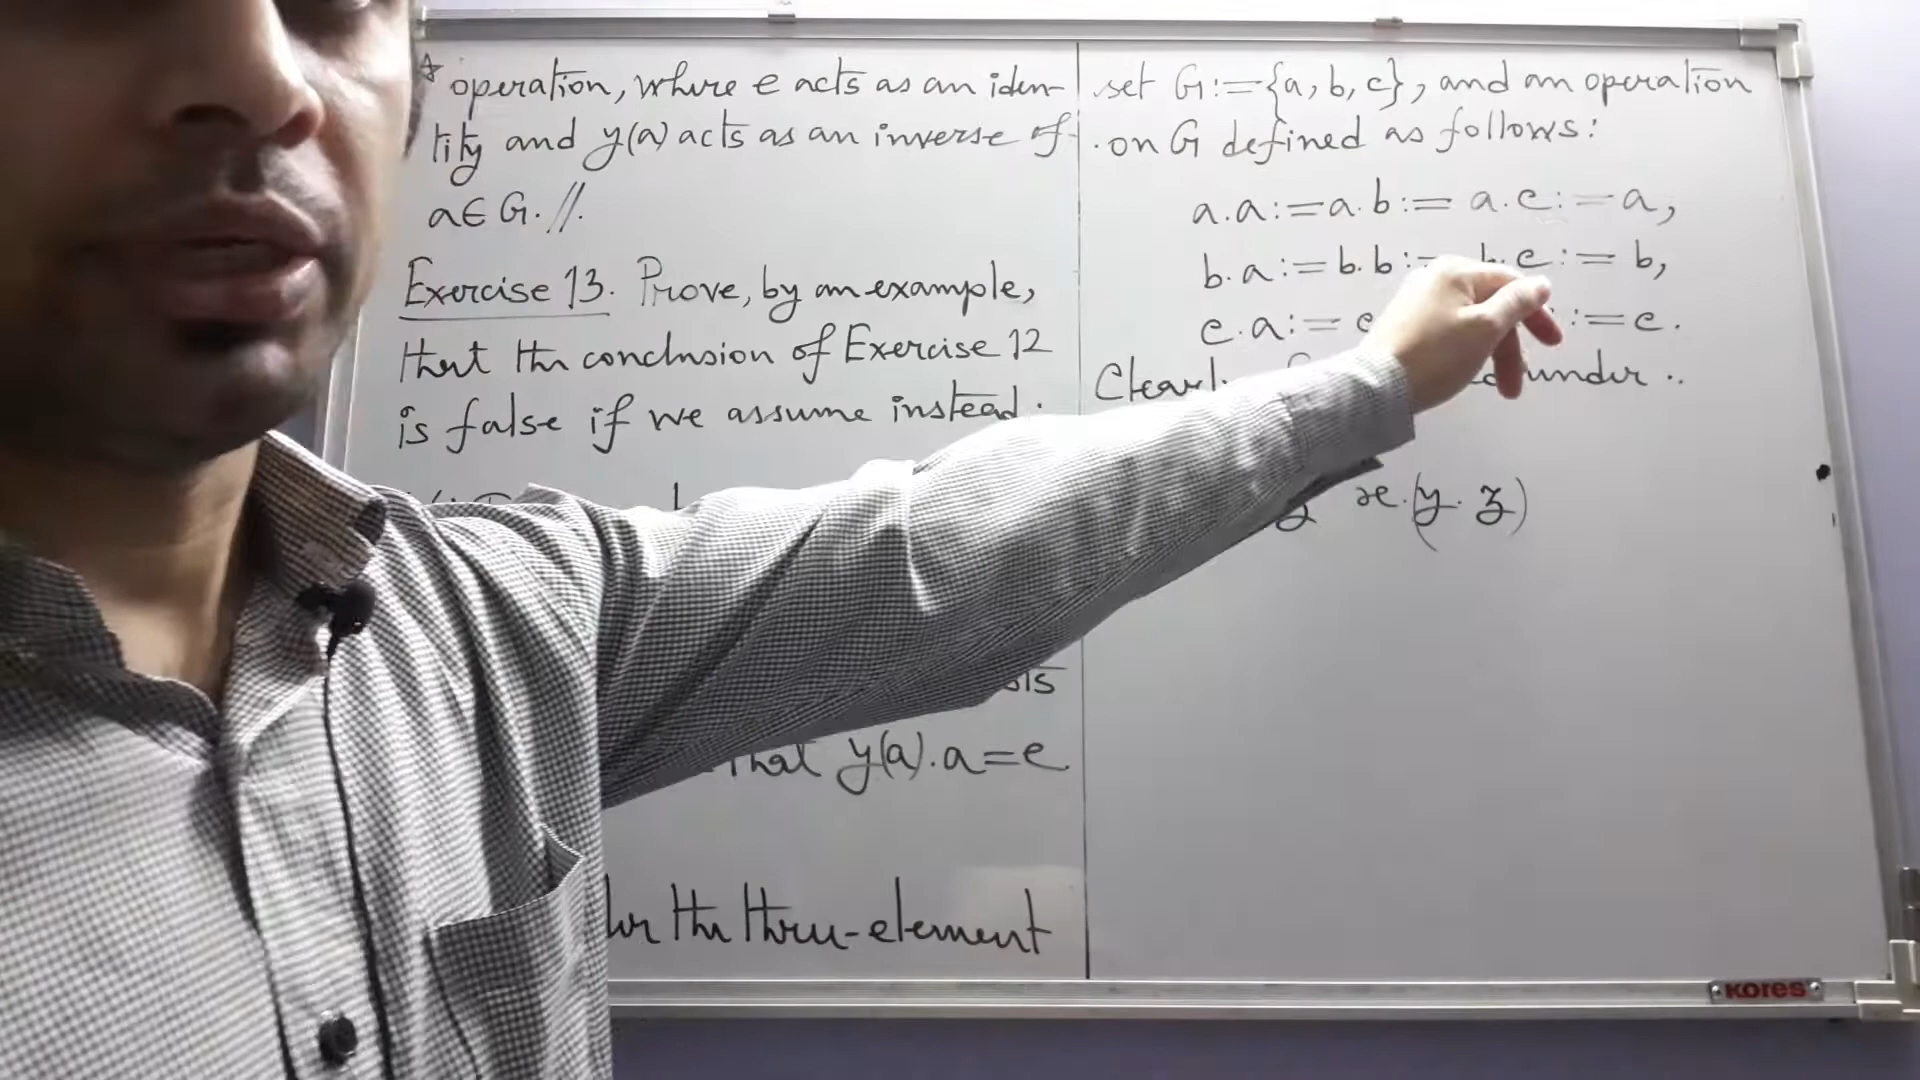 * operation, where e acts as an iden-
tity and y(a) acts as an inverse of
a∈G.//.
Exercise 13. Prove, by an example,
that the conclusion of Exercise 12
is false if we assume instead:
that y(a).a=e
the three-element
set G:={a, b, c}, and an operation
on G defined as follows:
a.a:=a.b:= a.c:=a,
b.a:=b.b:= b.c:= b,
c.a:= :=c.
under ..
x.(y.z)
KORES